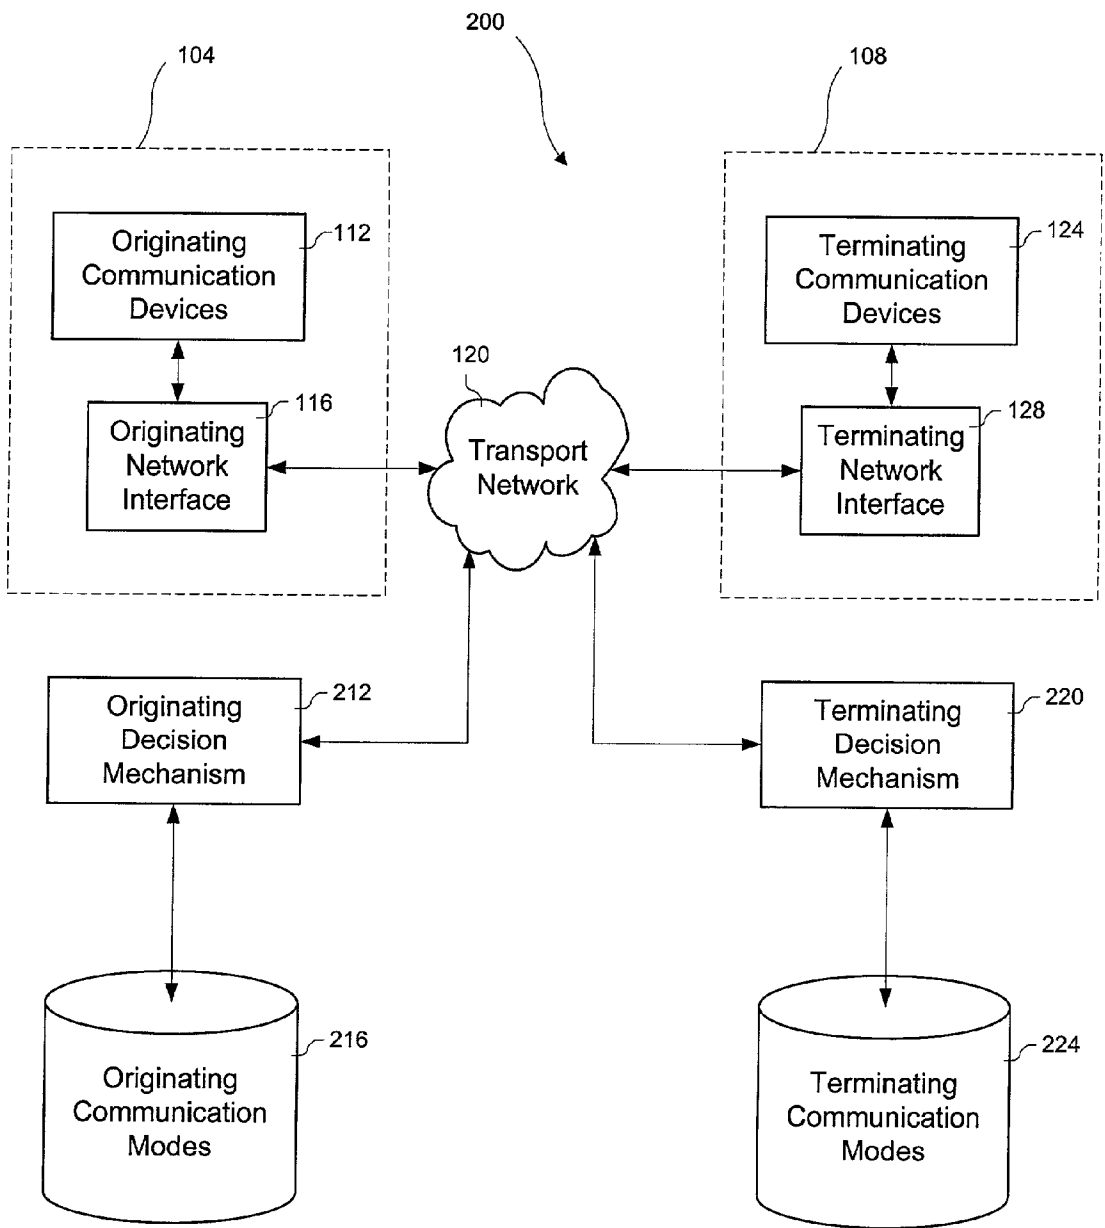 200
104
108
Originating
Communication
Devices
112
Terminating
Communication
Devices
124
120
Originating
Network
Interface
116
Transport
Network
Terminating
Network
Interface
128
Originating
Decision
Mechanism
212
Terminating
Decision
Mechanism
220
Originating
Communication
Modes
216
Terminating
Communication
Modes
224